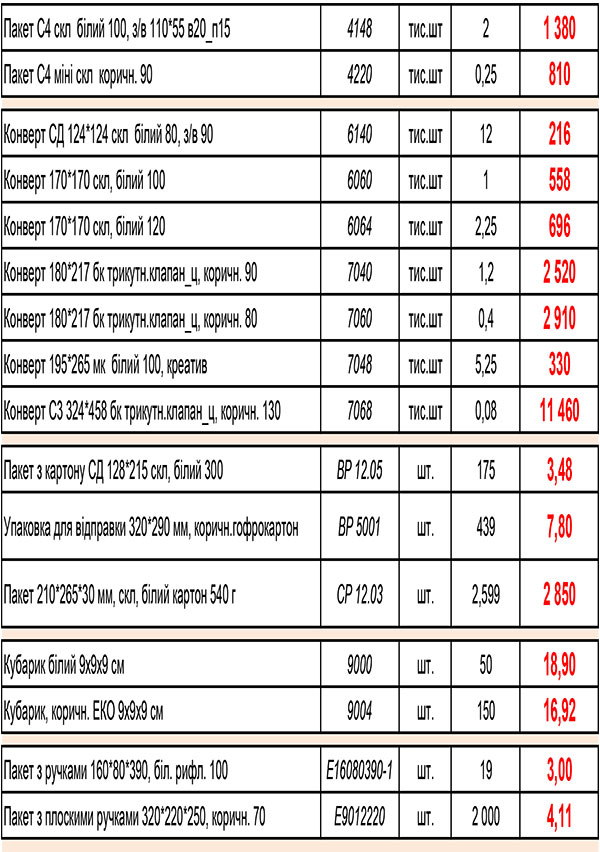 Пакет С4 скл білий 100, з/в 110*55 в20_п15 4148 тис.шт 2 1 380
Пакет С4 міні скл коричн. 90 4220 тис.шт 0,25 810
Конверт СД 124*124 скл білий 80, з/в 90 6140 тис.шт 12 216
Конверт 170*170 скл, білий 100 6060 тис.шт 1 558
Конверт 170*170 скл, білий 120 6064 тис.шт 2,25 696
Конверт 180*217 бк трикутн.клапан_ц, коричн. 90 7040 тис.шт 1,2 2 520
Конверт 180*217 бк трикутн.клапан_ц, коричн. 80 7060 тис.шт 0,4 2 910
Конверт 195*265 мк білий 100, креатив 7048 тис.шт 5,25 330
Конверт С3 324*458 бк трикутн.клапан_ц, коричн. 130 7068 тис.шт 0,08 11 460
Пакет з картону СД 128*215 скл, білий 300 BP 12.05 шт. 175 3,48
Упаковка для відправки 320*290 мм, коричн.гофрокартон BP 5001 шт. 439 7,80
Пакет 210*265*30 мм, скл, білий картон 540 г CP 12.03 шт. 2,599 2 850
Кубарик білий 9х9х9 см 9000 шт. 50 18,90
Кубарик, коричн. ЕКО 9х9х9 см 9004 шт. 150 16,92
Пакет з ручками 160*80*390, біл. рифл. 100 E16080390-1 шт. 19 3,00
Пакет з плоскими ручками 320*220*250, коричн. 70 E9012220 шт. 2 000 4,11